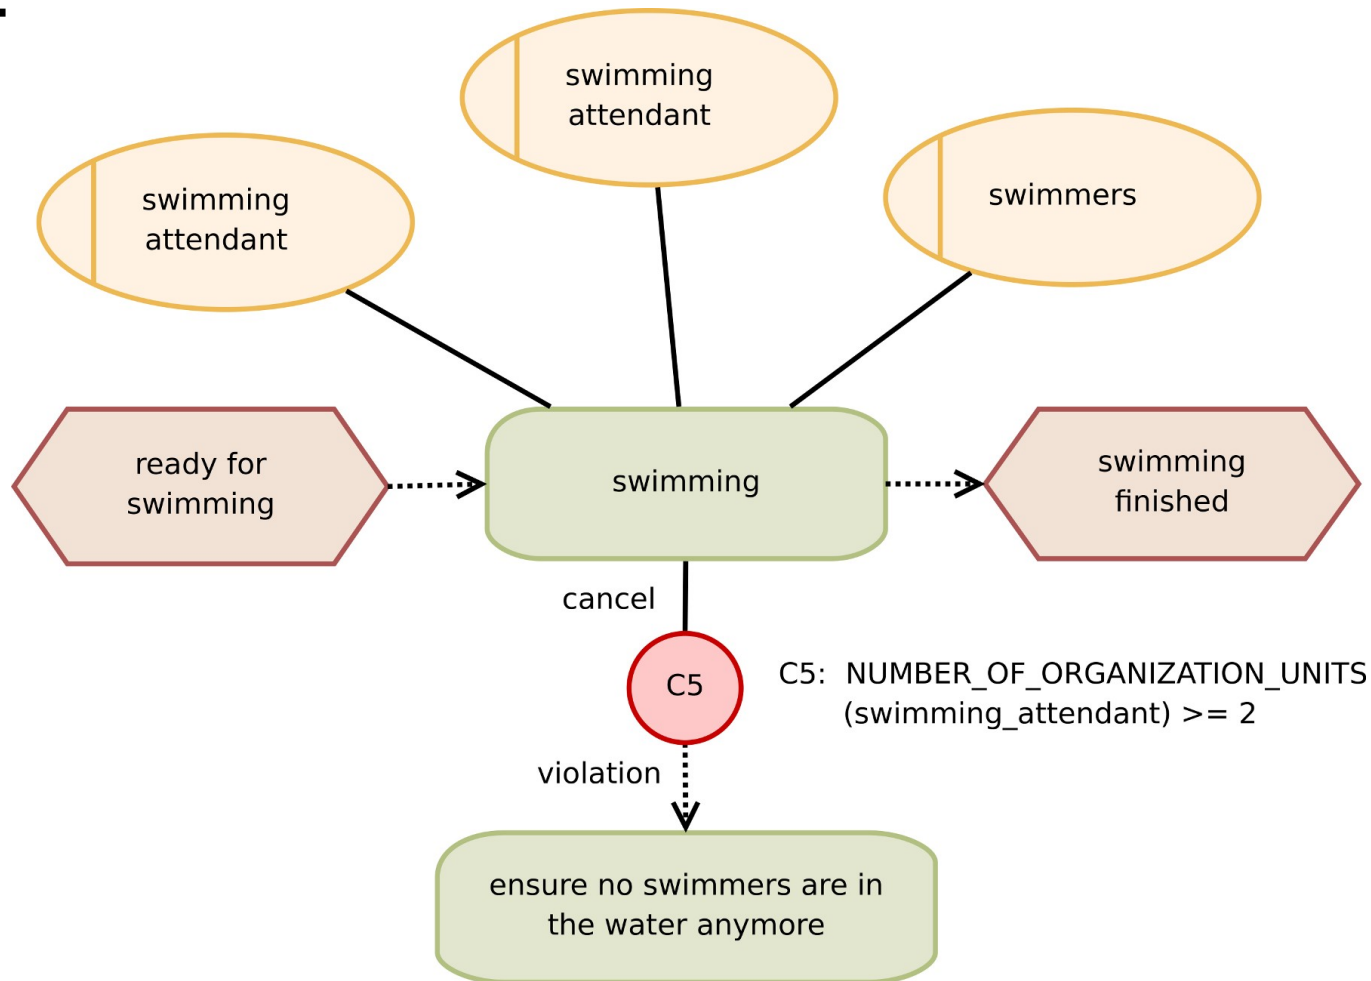 swimming
attendant
swimming
attendant
swimmers
ready for
swimming
swimming
swimming
finished
cancel
C5
C5: NUMBER_OF_ORGANIZATION_UNITS
(swimming_attendant) >= 2
violation
ensure no swimmers are in
the water anymore